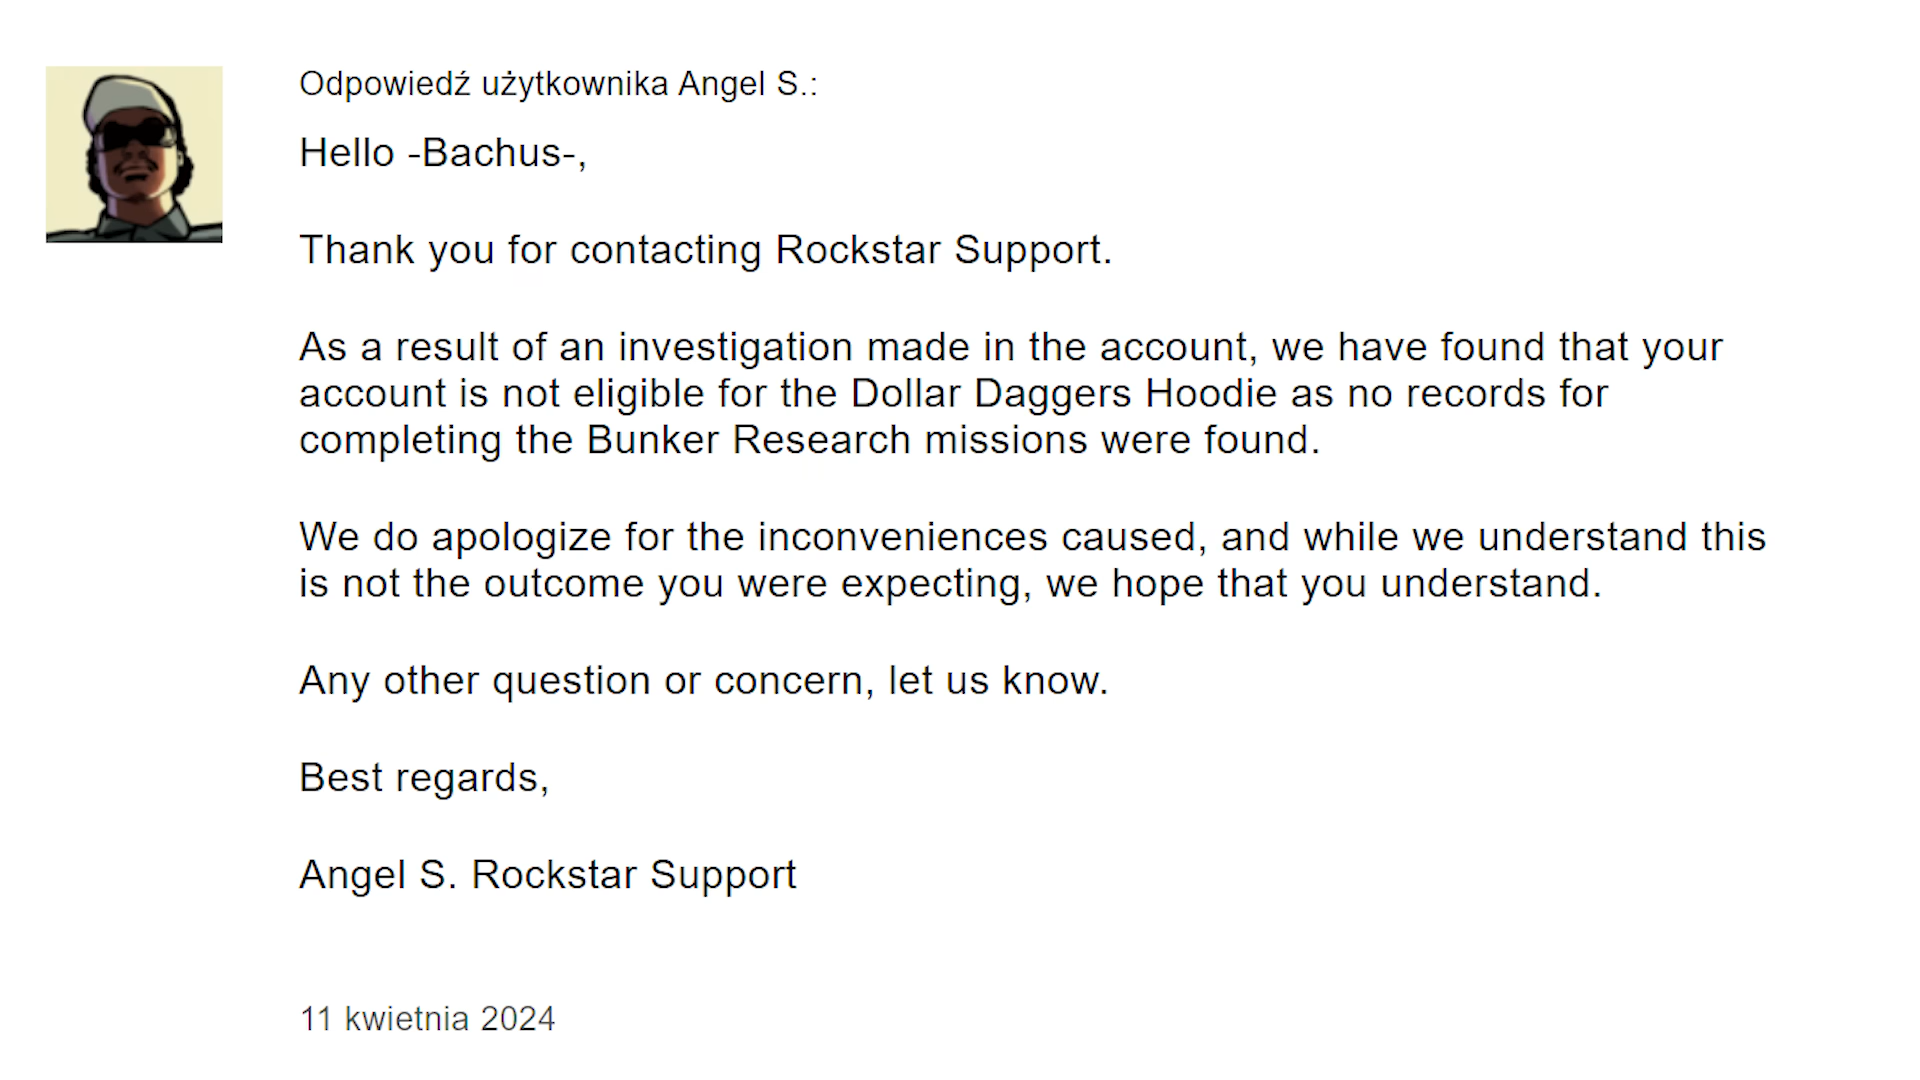 Odpowiedź użytkownika Angel S.:
Hello -Bachus-,
Thank you for contacting Rockstar Support.
As a result of an investigation made in the account, we have found that your
account is not eligible for the Dollar Daggers Hoodie as no records for
completing the Bunker Research missions were found.
We do apologize for the inconveniences caused, and while we understand this
is not the outcome you were expecting, we hope that you understand.
Any other question or concern, let us know.
Best regards,
Angel S. Rockstar Support
11 kwietnia 2024